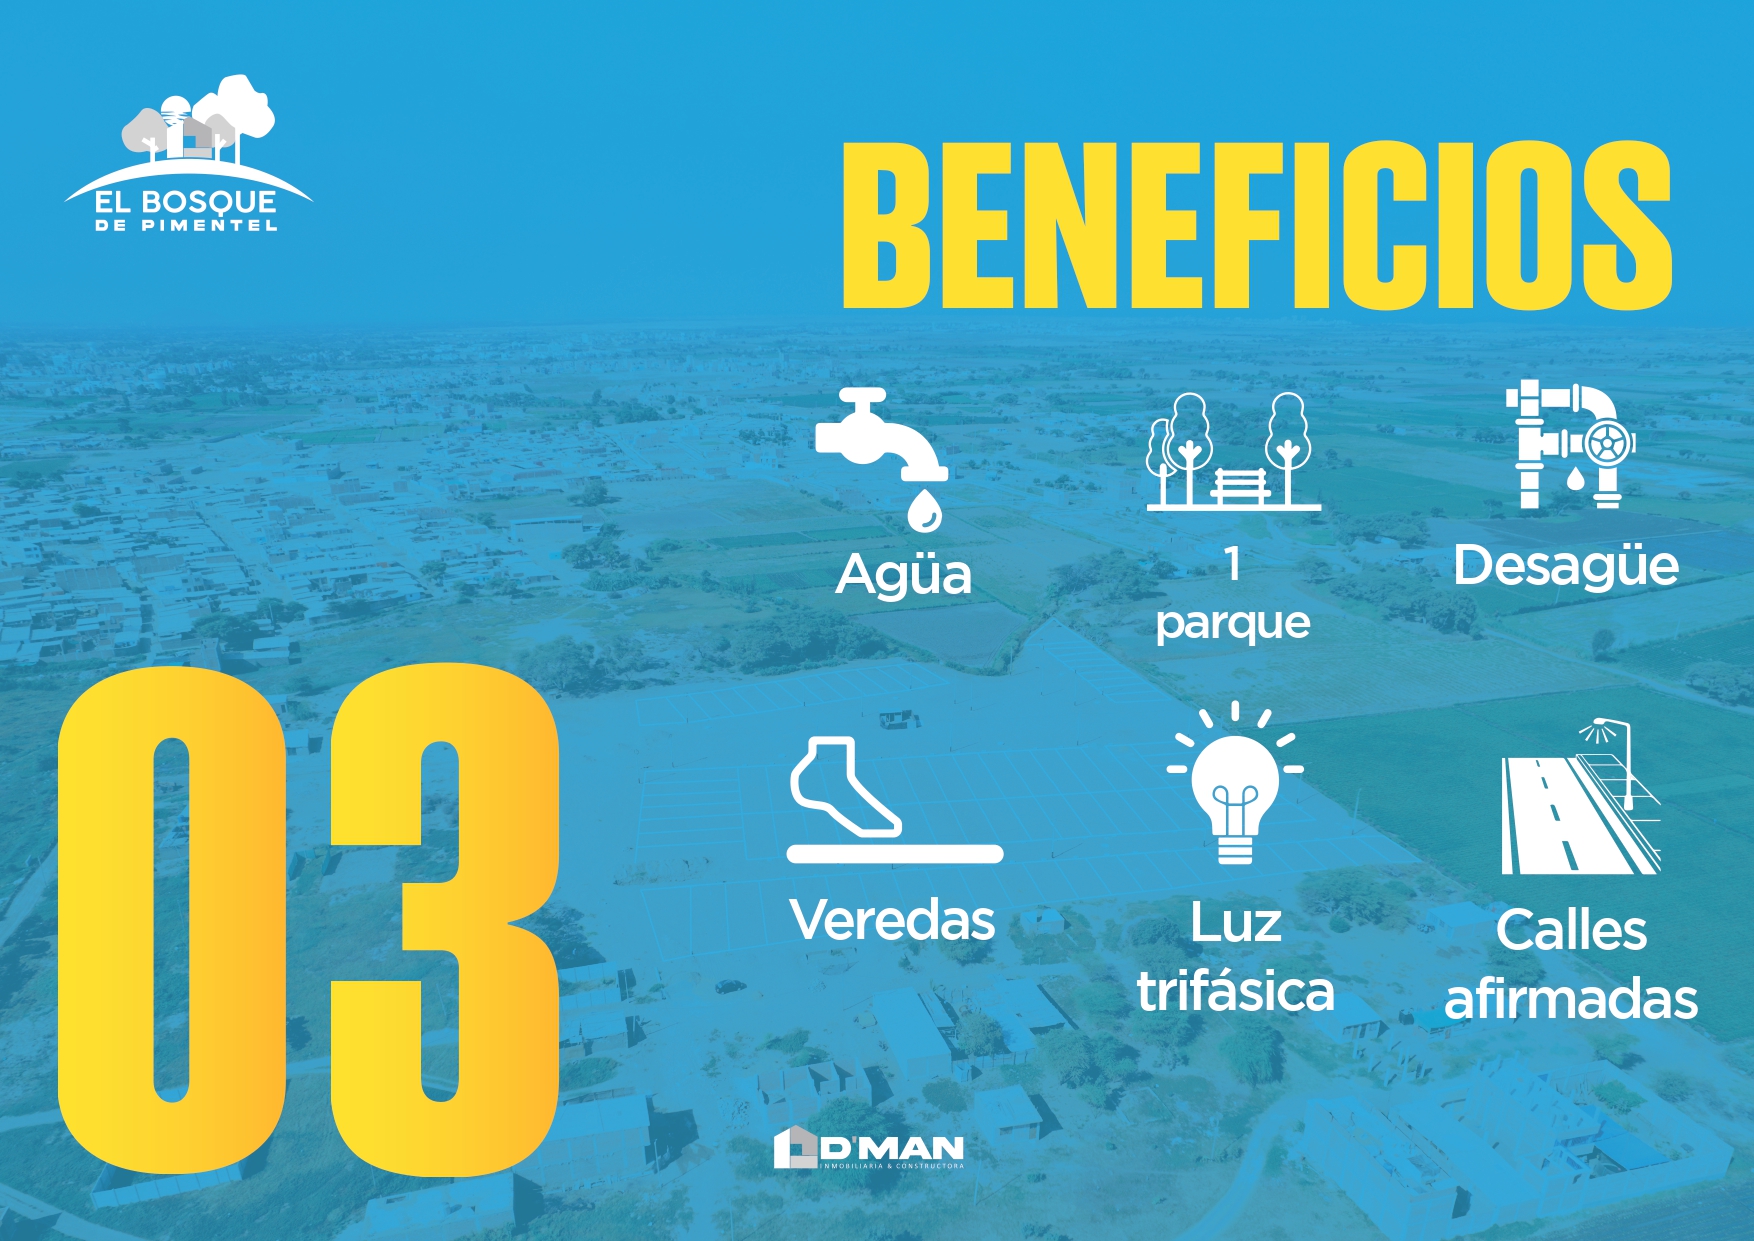 EL BOSQUE
DE PIMENTEL
BENEFICIOS
Agüa
1
parque
Desagüe
03
Veredas
Luz
trifásica
Calles
afirmadas
D'MAN
INMOBILIARIA & CONSTRUCTORA